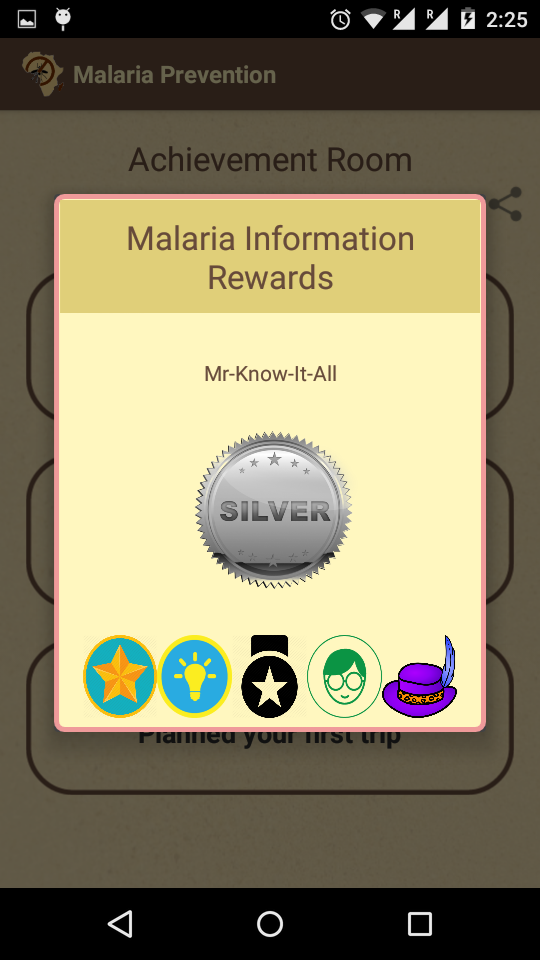 R R 2:25
Malaria Prevention
Achievement Room
Malaria Information
Rewards
Mr-Know-It-All
SILVER
Planned your first trip